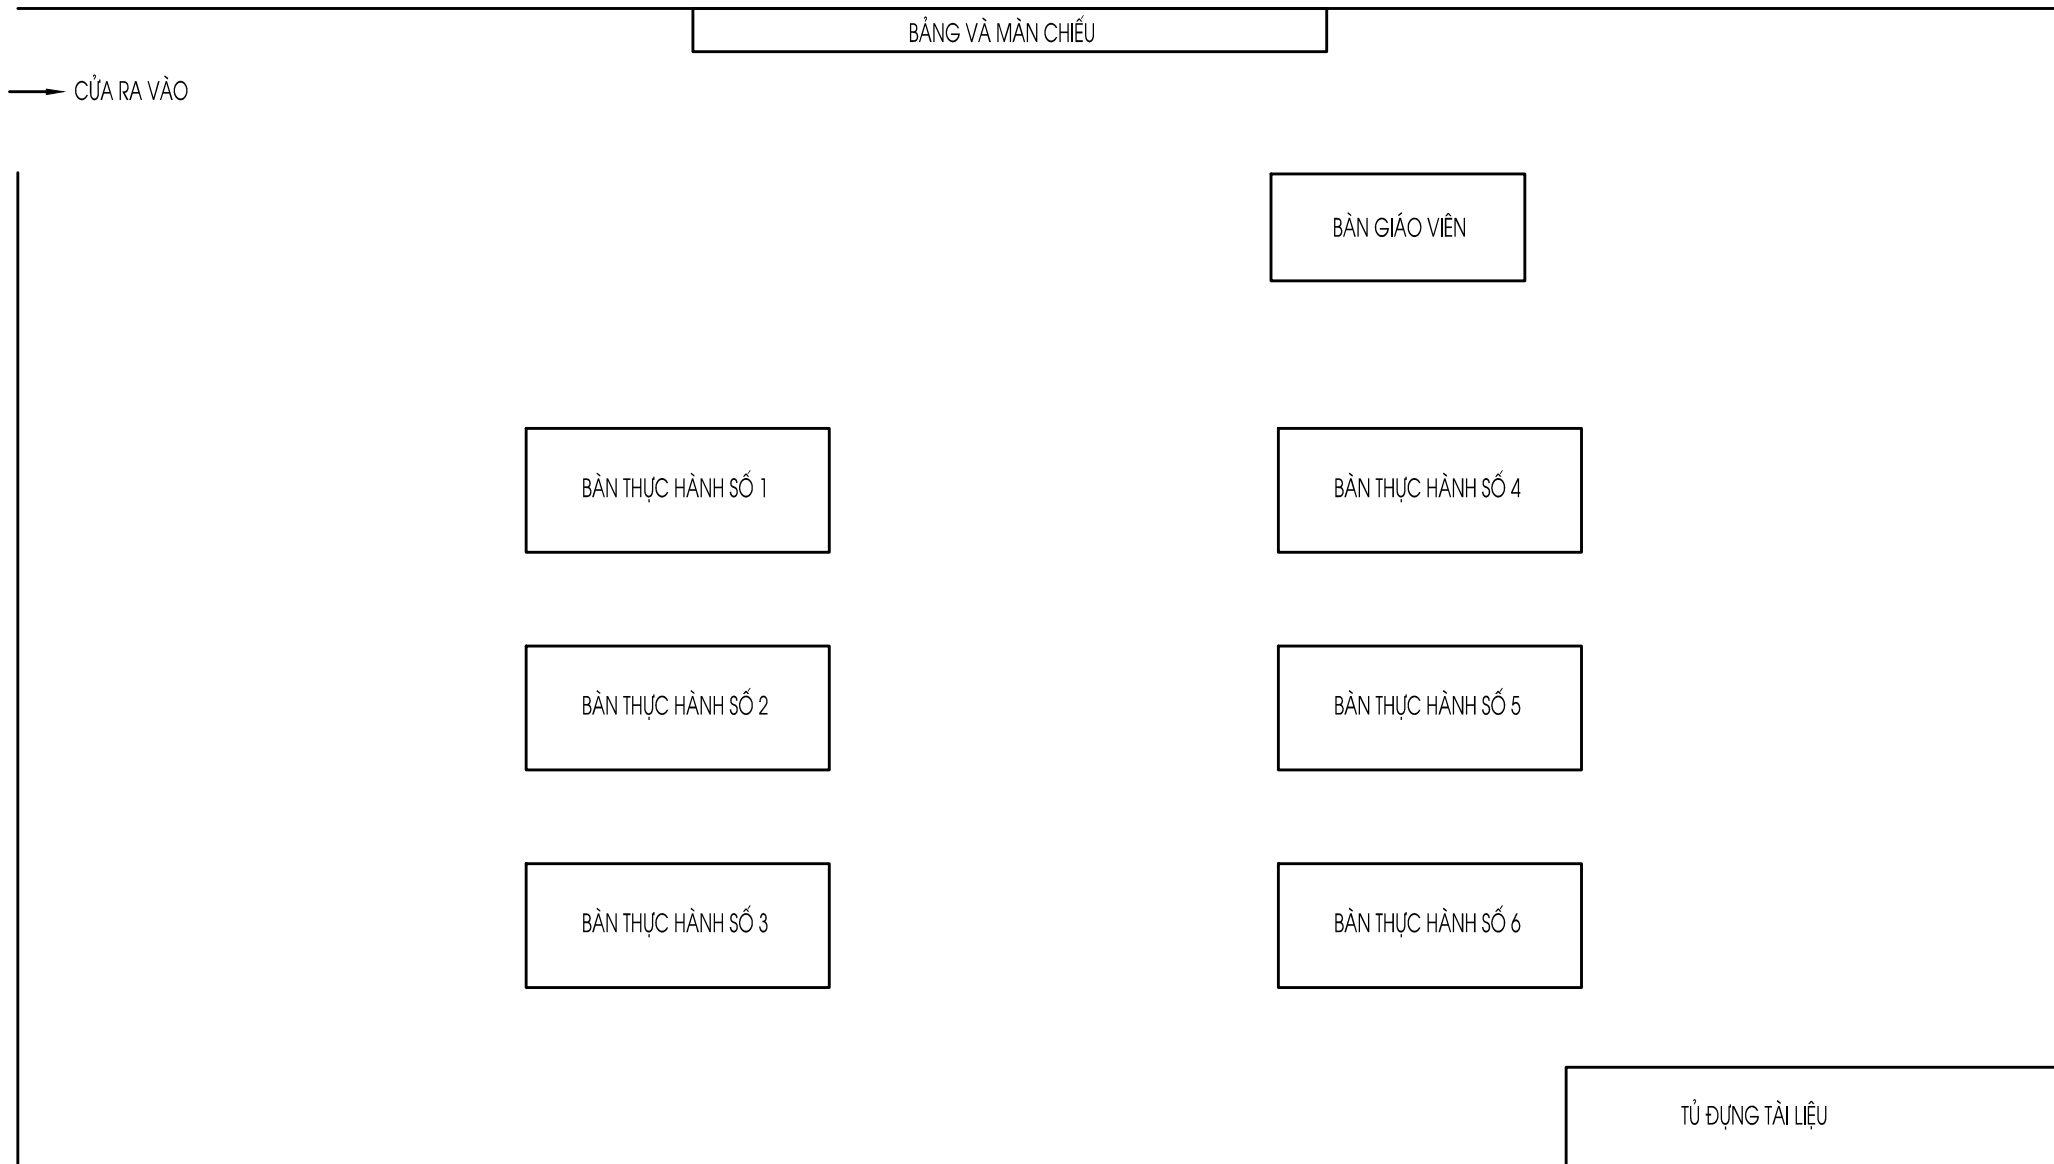 BẢNG VÀ MÀN CHIẾU
CỬA RA VÀO
BÀN GIÁO VIÊN
BÀN THỰC HÀNH SỐ 1
BÀN THỰC HÀNH SỐ 4
BÀN THỰC HÀNH SỐ 2
BÀN THỰC HÀNH SỐ 5
BÀN THỰC HÀNH SỐ 3
BÀN THỰC HÀNH SỐ 6
TỦ ĐỰNG TÀI LIỆU